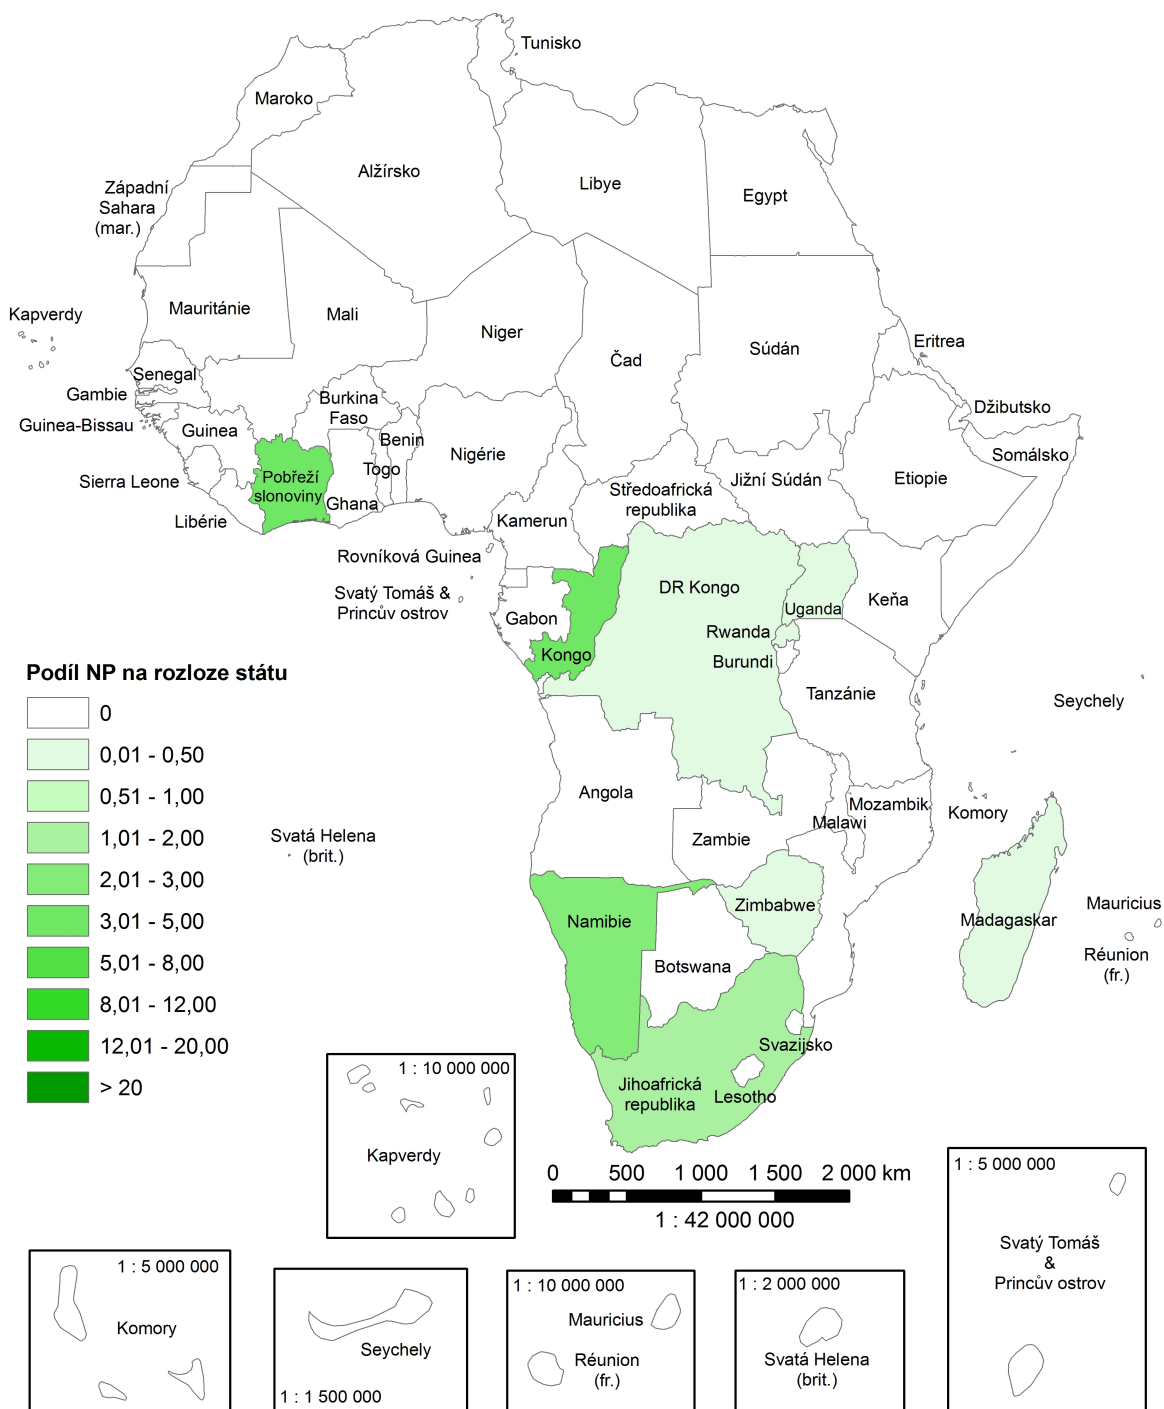 Tunisko
Maroko
Alžírsko
Libye
Egypt
Západní
Sahara
(mar.)
Mauritánie
Mali
Niger
Čad
Súdán
Eritrea
Kapverdy
Senegal
Gambie
Guinea-Bissau
Guinea
Burkina
Faso
Benin
Togo
Ghana
Nigérie
Džibutsko
Somálsko
Etiopie
Jižní Súdán
Středoafrická
republika
Sierra Leone
Libérie
Pobřeží
slonoviny
Kamerun
Rovníková Guinea
Svatý Tomáš &
Princův ostrov
Gabon
Kongo
DR Kongo
Uganda
Keňa
Rwanda
Burundi
Tanzánie
Seychely
Podíl NP na rozloze státu
0
0,01 - 0,50
0,51 - 1,00
1,01 - 2,00
2,01 - 3,00
3,01 - 5,00
5,01 - 8,00
8,01 - 12,00
12,01 - 20,00
> 20
Svatá Helena
(brit.)
Angola
Zambie
Malawi
Mozambik
Komory
Namibie
Zimbabwe
Botswana
Madagaskar
Mauricius
Réunion
(fr.)
Svazijsko
Jihoafrická
republika
Lesotho
1 : 10 000 000
Kapverdy
0 500 1 000 1 500 2 000 km
1 : 42 000 000
1 : 5 000 000
Svatý Tomáš
&
Princův ostrov
1 : 5 000 000
Komory
Seychely
1 : 1 500 000
1 : 10 000 000
Mauricius
Réunion
(fr.)
1 : 2 000 000
Svatá Helena
(brit.)